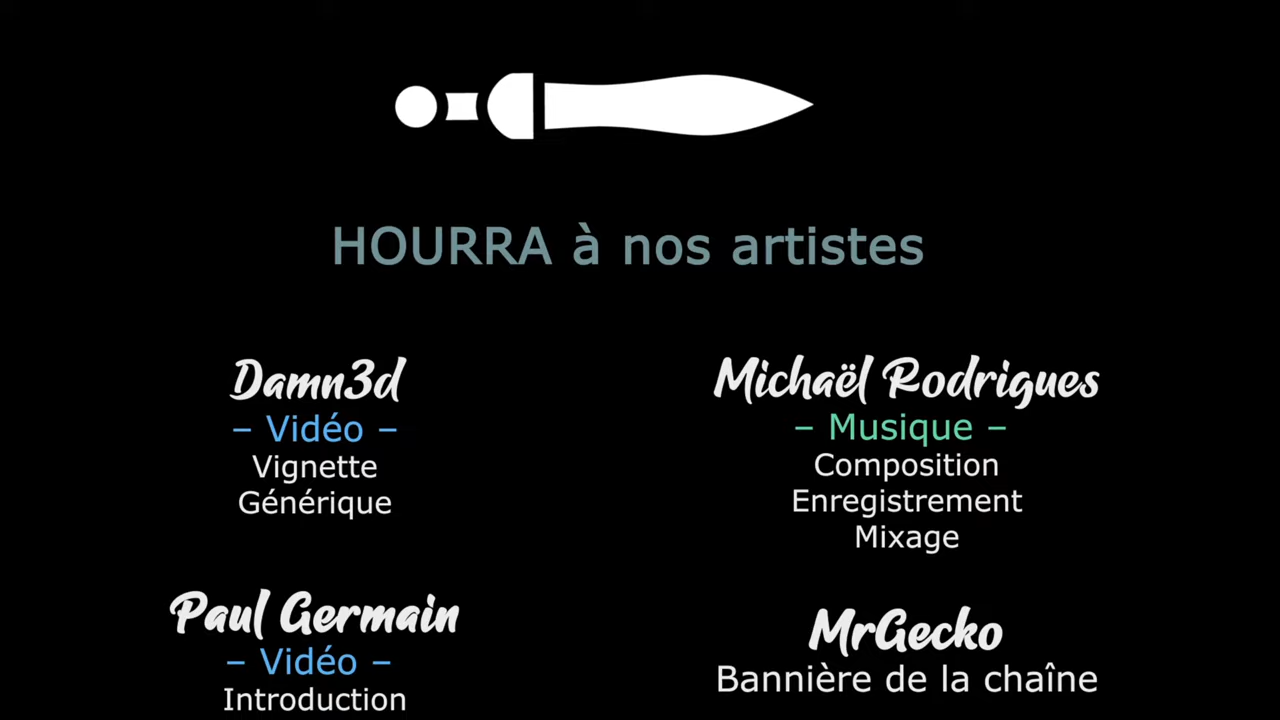 HOURRA à nos artistes
Damn3d
– Vidéo –
Vignette
Générique
Michaël Rodrigues
– Musique –
Composition
Enregistrement
Mixage
Paul Germain
– Vidéo –
Introduction
MrGecko
Bannière de la chaîne